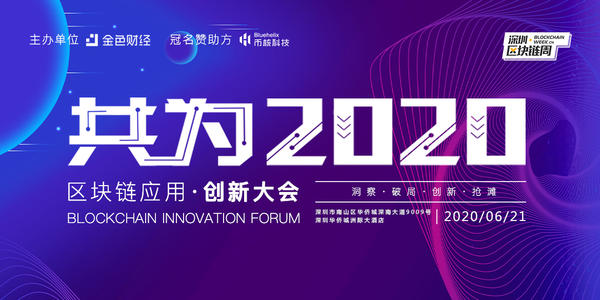 主办单位 金色财经 冠名赞助方 Bluehelix 币核科技
深圳 BLOCKCHAIN WEEK.CN
区块链周
共为2020
区块链应用·创新大会
BLOCKCHAIN INNOVATION FORUM
洞察·破局·创新·抢滩
深圳市南山区华侨城深南大道9009号
深圳华侨城洲际大酒店
2020/06/21